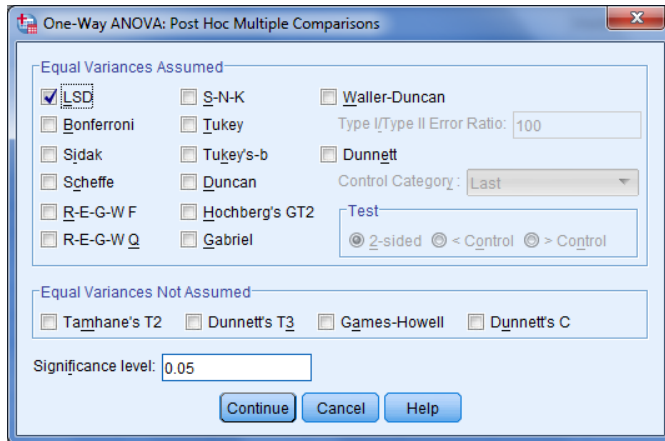 One-Way ANOVA: Post Hoc Multiple Comparisons
Equal Variances Assumed
LSD S-N-K Waller-Duncan
Bonferroni Tukey Type I/Type II Error Ratio: 100
Sidak Tukey's-b Dunnett
Scheffe Duncan Control Category: Last
R-E-G-W F Hochberg's GT2 Test
R-E-G-W Q Gabriel 2-sided < Control > Control
Equal Variances Not Assumed
Tamhane's T2 Dunnett's T3 Games-Howell Dunnett's C
Significance level: 0.05
Continue Cancel Help